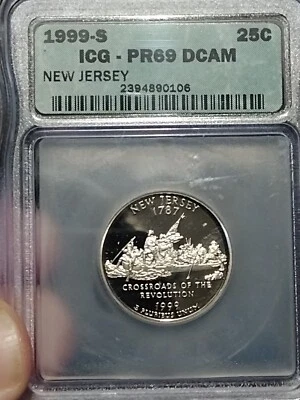 1999-S 25C
ICG - PR69 DCAM
NEW JERSEY
2394890106
NEW JERSEY
1787
CROSSROADS OF THE
REVOLUTION
1999
E PLURIBUS UNUM